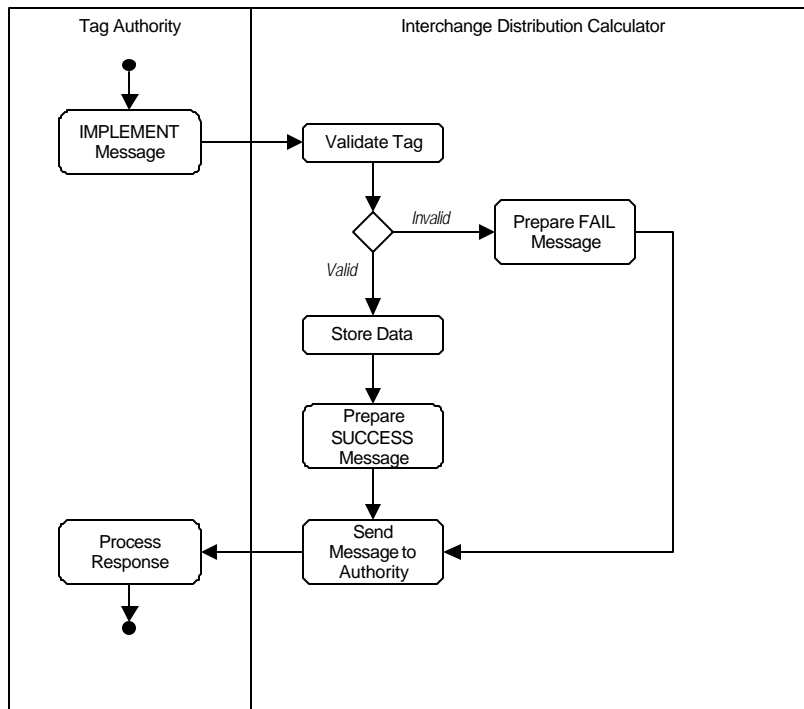 Tag Authority
Interchange Distribution Calculator
IMPLEMENT
Message
Validate Tag
Invalid
Prepare FAIL
Message
Valid
Store Data
Prepare
SUCCESS
Message
Process
Response
Send
Message to
Authority